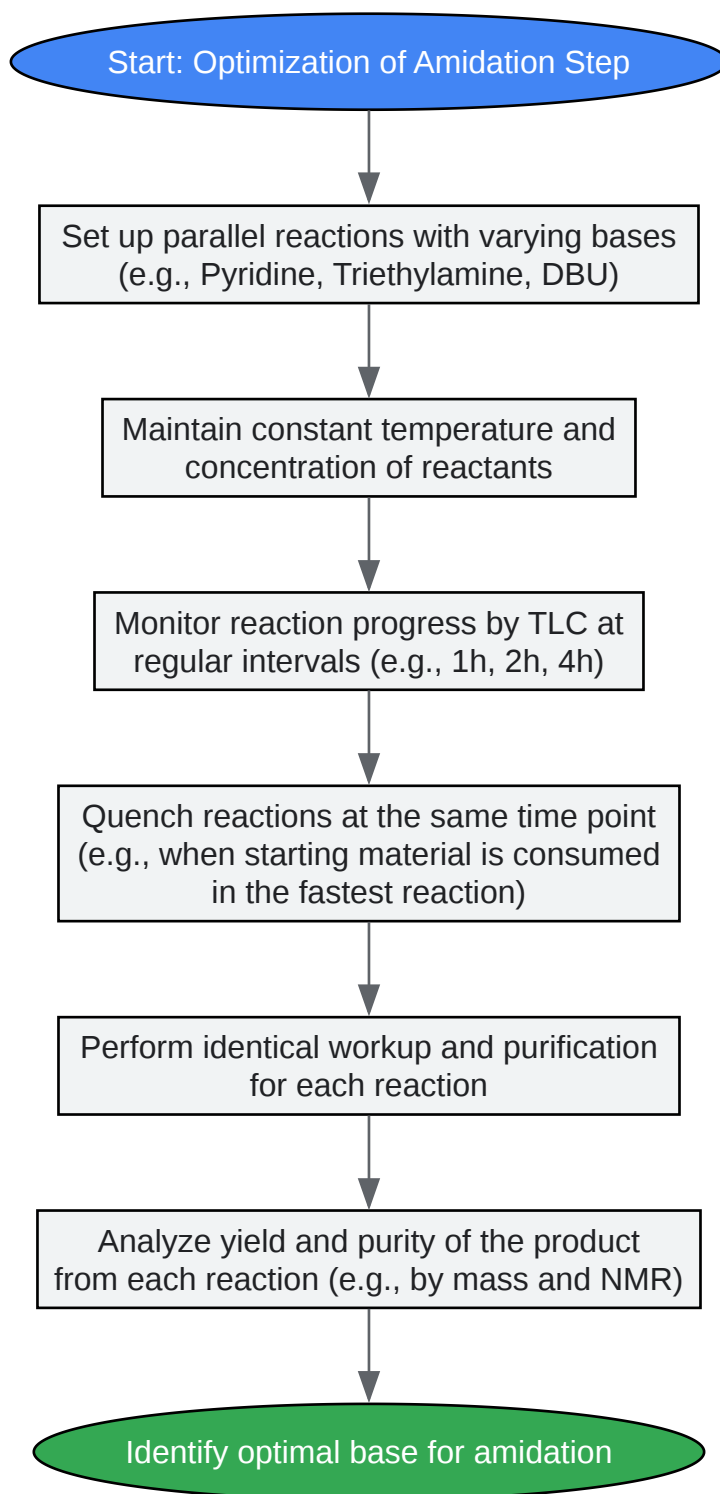 Start: Optimization of Amidation Step
Set up parallel reactions with varying bases
(e.g., Pyridine, Triethylamine, DBU)
Maintain constant temperature and
concentration of reactants
Monitor reaction progress by TLC at
regular intervals (e.g., 1h, 2h, 4h)
Quench reactions at the same time point
(e.g., when starting material is consumed
in the fastest reaction)
Perform identical workup and purification
for each reaction
Analyze yield and purity of the product
from each reaction (e.g., by mass and NMR)
Identify optimal base for amidation